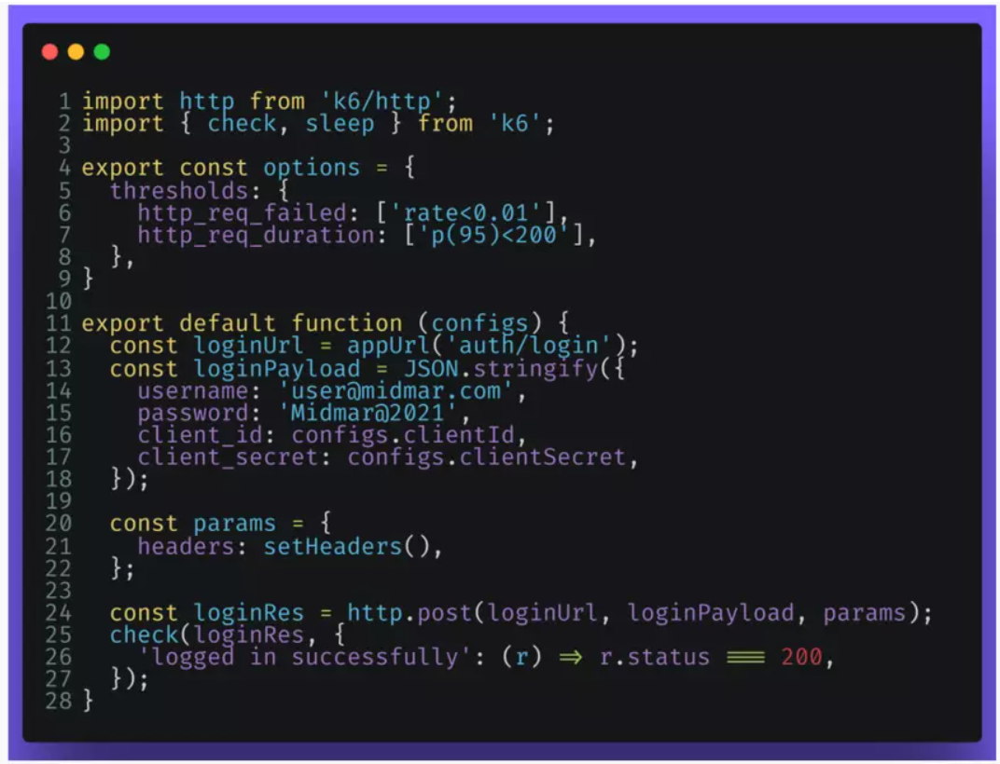 1 import http from 'k6/http';
2 import { check, sleep } from 'k6';
3
4 export const options = {
5   thresholds: {
6     http_req_failed: ['rate<0.01'],
7     http_req_duration: ['p(95)<200'],
8   },
9 }
10
11 export default function (configs) {
12   const loginUrl = appUrl('auth/login');
13   const loginPayload = JSON.stringify({
14     username: 'user@midmar.com',
15     password: 'Midmar@2021',
16     client_id: configs.clientId,
17     client_secret: configs.clientSecret,
18   });
19
20   const params = {
21     headers: setHeaders(),
22   };
23
24   const loginRes = http.post(loginUrl, loginPayload, params);
25   check(loginRes, {
26     'logged in successfully': (r) => r.status === 200,
27   });
28 }